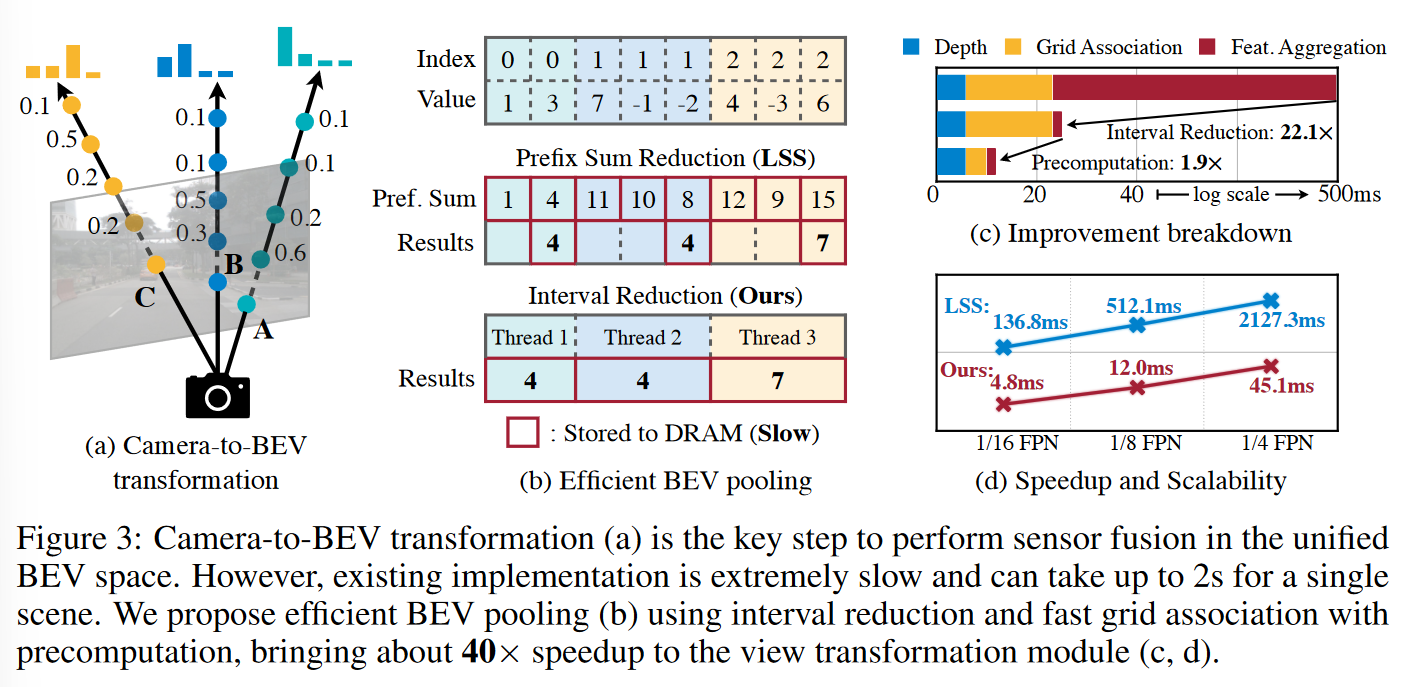 0.1
0.5
0.2
0.2
C
0.1
0.1
0.5
0.3
B
0.1
0.1
0.2
0.6
A
(a) Camera-to-BEV
transformation
Index 0 0 1 1 1 2 2 2
Value 1 3 7 -1 -2 4 -3 6
Prefix Sum Reduction (LSS)
Pref. Sum 1 4 11 10 8 12 9 15
Results 4 4 7
Interval Reduction (Ours)
Thread 1 Thread 2 Thread 3
Results 4 4 7
: Stored to DRAM (Slow)
(b) Efficient BEV pooling
Depth Grid Association Feat. Aggregation
Interval Reduction: 22.1×
Precomputation: 1.9×
0 20 40 log scale 500ms
(c) Improvement breakdown
LSS:
136.8ms
512.1ms
2127.3ms
Ours:
4.8ms
12.0ms
45.1ms
1/16 FPN 1/8 FPN 1/4 FPN
(d) Speedup and Scalability
Figure 3: Camera-to-BEV transformation (a) is the key step to perform sensor fusion in the unified
BEV space. However, existing implementation is extremely slow and can take up to 2s for a single
scene. We propose efficient BEV pooling (b) using interval reduction and fast grid association with
precomputation, bringing about 40× speedup to the view transformation module (c, d).